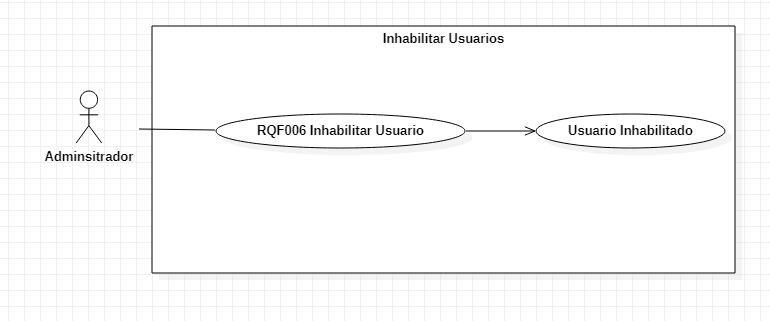 Inhabilitar Usuarios
RQF006 Inhabilitar Usuario
Usuario Inhabilitado
Adminsitrador